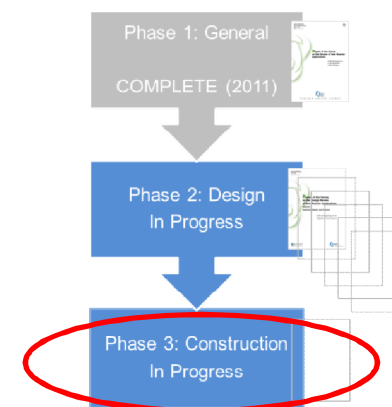 Phase 1: General
COMPLETE (2011)
Phase 2: Design
In Progress
Phase 3: Construction
In Progress